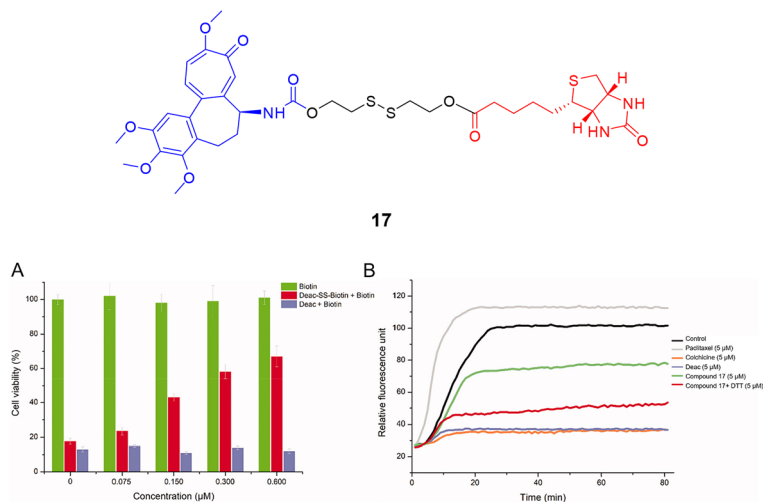 O
O
O
NH
O
O
S
S
O
O
S
H
NH
H
HN
O
O
O
O
17
A
B
Cell viability (%)
100
80
60
40
20
0
Biotin
Deac-SS-Biotin + Biotin
Deac + Biotin
0 0.075 0.150 0.300 0.600
Concentration (μM)
Relative fluorescence unit
120
100
80
60
40
20
Control
Paclitaxel (5 μM)
Colchicine (5 μM)
Deac (5 μM)
Compound 17 (5 μM)
Compound 17+ DTT (5 μM)
0 20 40 60 80
Time (min)